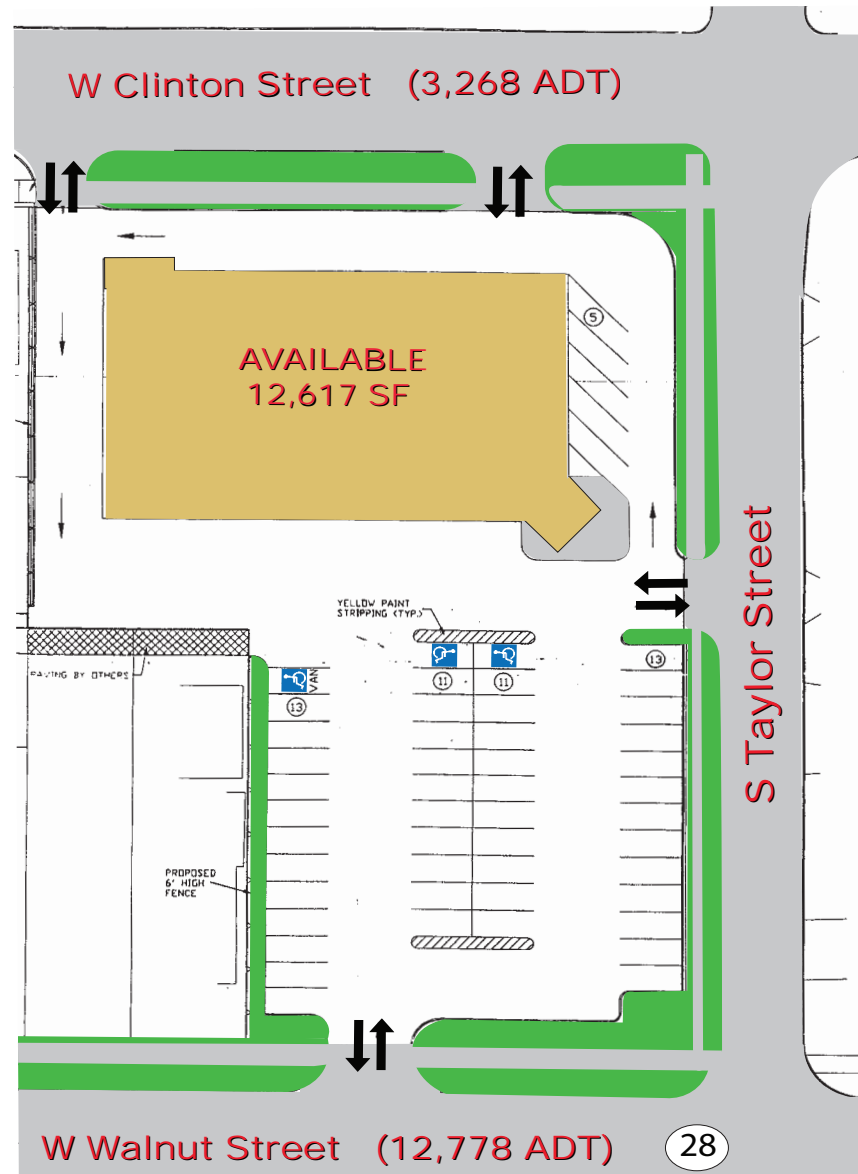 W Clinton Street (3,268 ADT)
5
AVAILABLE
12,617 SF
S Taylor Street
YELLOW PAINT
STRIPPING (TYP.)
PAVING BY OTHERS
VAN
13
11
11
13
PROPOSED
6' HIGH
FENCE
W Walnut Street (12,778 ADT)
28